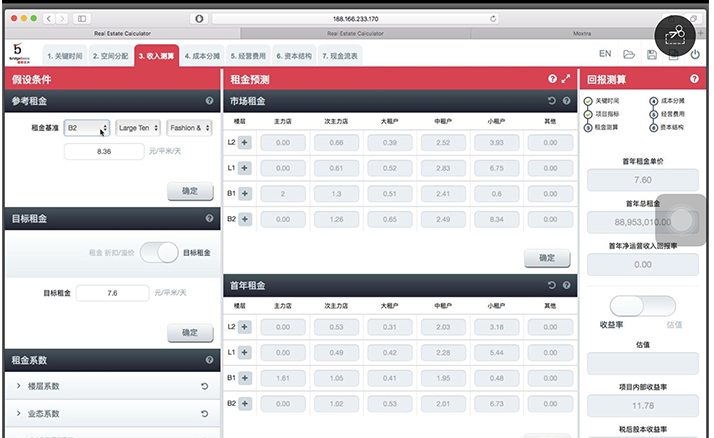 188.166.233.170
Real Estate Calculator
Real Estate Calculator
Moxtra
5
bridge5asia
1. 关键时间
2. 空间分配
3. 收入测算
4. 成本分摊
5. 经营费用
6. 资本结构
7. 现金流表
EN
假设条件
参考租金
租金基准
B2
Large Ten
Fashion &
8.36
元/平米/天
确定
目标租金
租金 折扣/溢价
目标租金
目标租金
7.6
元/平米/天
确定
租金系数
楼层系数
业态系数
租金预测
市场租金
楼层 主力店 次主力店 大租户 中租户 小租户 其他
L2 + 0.00 0.66 0.39 2.52 3.93 0.00
L1 + 0.00 0.61 0.52 2.83 6.75 0.00
B1 + 2 1.3 0.51 2.41 0.6 0.00
B2 + 0.00 1.26 0.65 2.49 8.34 0.00
确定
首年租金
楼层 主力店 次主力店 大租户 中租户 小租户 其他
L2 + 0.00 0.53 0.31 2.03 3.18 0.00
L1 + 0.00 0.49 0.42 2.28 5.44 0.00
B1 + 1.61 1.05 0.41 1.95 0.48 0.00
B2 + 0.00 1.02 0.53 2.01 6.73 0.00
回报测算
关键时间
4 成本分摊
项目指标
5 经营费用
3 租金测算
6 资本结构
首年租金单价
7.60
首年总租金
88,953,010.00
首年净运营收入回报率
0.00
收益率
估值
估值
项目内部收益率
11.78
税后股本收益率